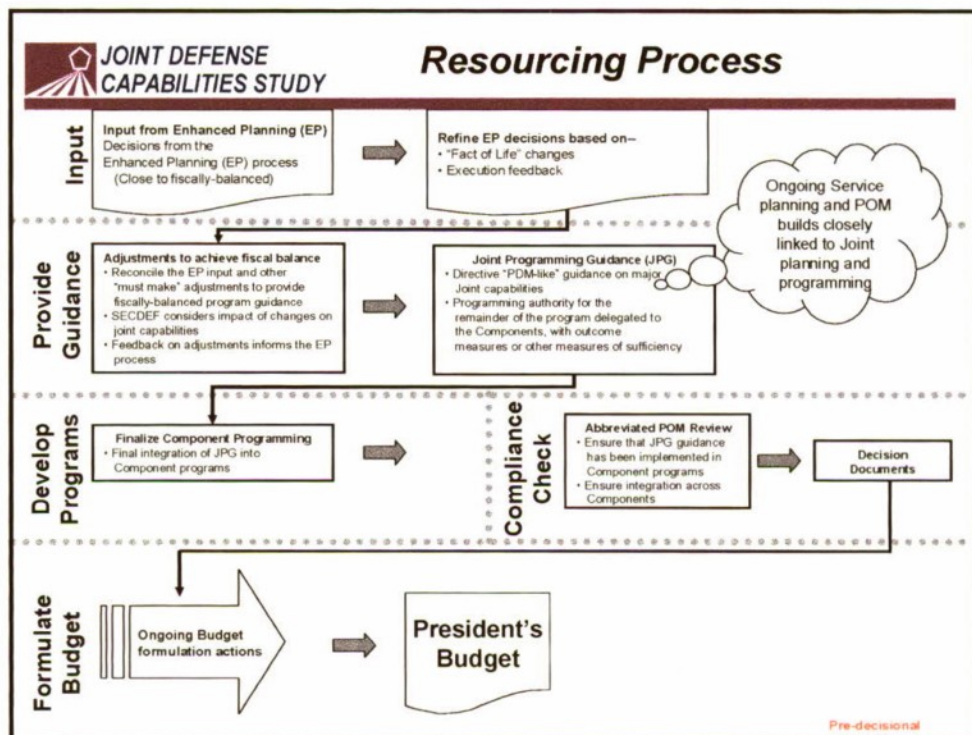 JOINT DEFENSE
CAPABILITIES STUDY
Resourcing Process
Input
Input from Enhanced Planning (EP)
Decisions from the
Enhanced Planning (EP) process
(Close to fiscally-balanced)
Refine EP decisions based on--
• "Fact of Life" changes
• Execution feedback
Ongoing Service
planning and POM
builds closely
linked to Joint
planning and
programming
Provide
Guidance
Adjustments to achieve fiscal balance
• Reconcile the EP input and other
"must make" adjustments to provide
fiscally-balanced program guidance
• SECDEF considers impact of changes on
joint capabilities
• Feedback on adjustments informs the EP
process
Joint Programming Guidance (JPG)
• Directive "PDM-like" guidance on major
Joint capabilities
• Programming authority for the
remainder of the program delegated to
the Components, with outcome
measures or other measures of sufficiency
Develop
Programs
Finalize Component Programming
• Final integration of JPG into
Component programs
Compliance
Check
Abbreviated POM Review
• Ensure that JPG guidance
has been implemented in
Component programs
• Ensure integration across
Components
Decision
Documents
Formulate
Budget
Ongoing Budget
formulation actions
President's
Budget
Pre-decisional